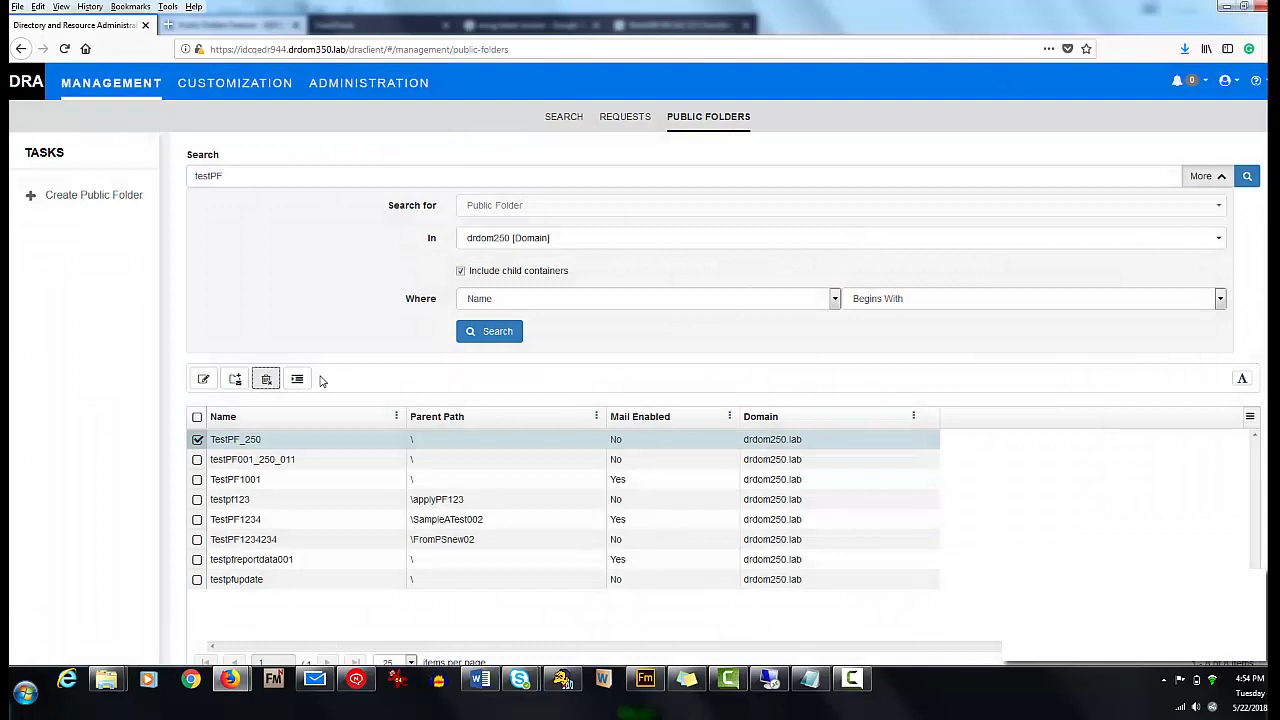 File Edit View History Bookmarks Tools Help
Directory and Resource Administrat
https://idcqedr944.drdom350.lab/draclient/#/management/public-folders
DRA MANAGEMENT CUSTOMIZATION ADMINISTRATION 0
SEARCH REQUESTS PUBLIC FOLDERS
TASKS
Create Public Folder
Search
testPF More
Search for Public Folder
In drdom250 [Domain]
Include child containers
Where Name Begins With
Search
A
Name Parent Path Mail Enabled Domain
TestPF_250 \ No drdom250.lab
testPF001_250_011 \ No drdom250.lab
TestPF1001 \ Yes drdom250.lab
testpf123 \applyPF123 No drdom250.lab
TestPF1234 \SampleATest002 Yes drdom250.lab
TestPF1234234 \FromPSnew02 No drdom250.lab
testpfreportdata001 \ Yes drdom250.lab
testpfupdate \ No drdom250.lab
1 / 1 25 items per page
4:54 PM
Tuesday
5/22/2018